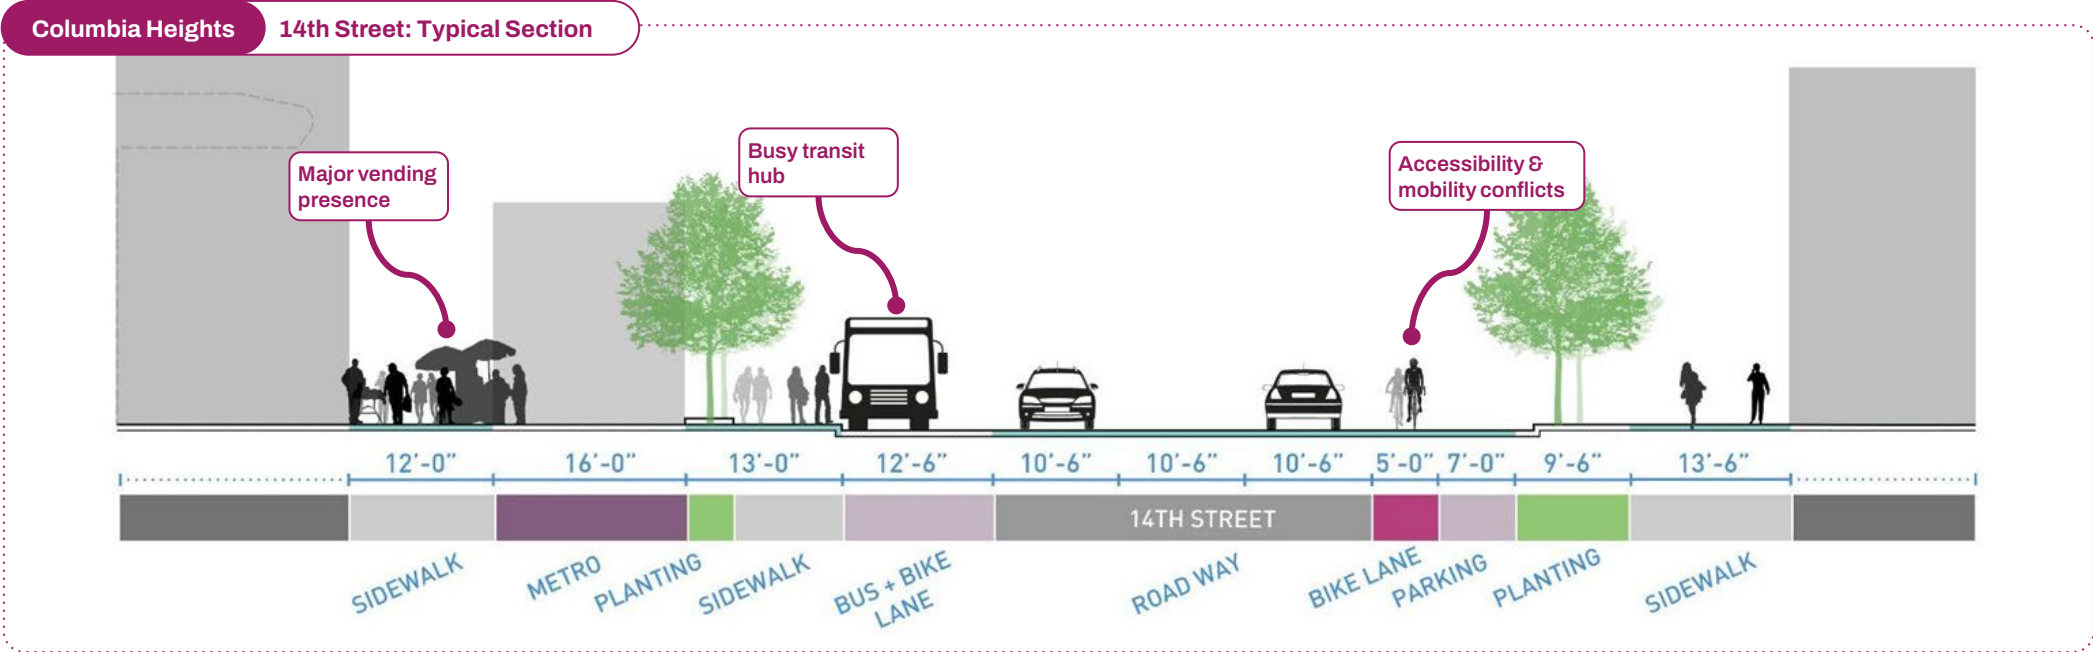 Columbia Heights
14th Street: Typical Section
Major vending
presence
Busy transit
hub
Accessibility &
mobility conflicts
12'-0"
16'-0"
13'-0"
12'-6"
10'-6"
10'-6"
10'-6"
5'-0"
7'-0"
9'-6"
13'-6"
14TH STREET
SIDEWALK
METRO
PLANTING
SIDEWALK
BUS + BIKE
LANE
ROAD WAY
BIKE LANE
PARKING
PLANTING
SIDEWALK